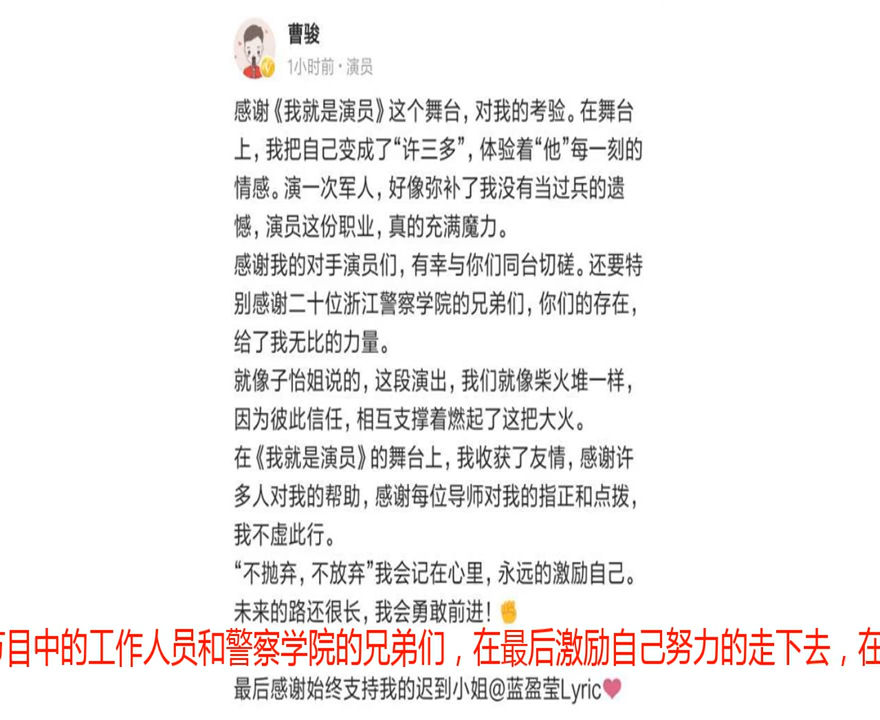 曹骏
1小时前·演员
感谢《我就是演员》这个舞台，对我的考验。在舞台
上，我把自己变成了“许三多”，体验着“他”每一刻的
情感。演一次军人，好像弥补了我没有当过兵的遗
憾，演员这份职业，真的充满魔力。
感谢我的对手演员们，有幸与你们同台切磋。还要特
别感谢二十位浙江警察学院的兄弟们，你们的存在，
给了我无比的力量。
就像子怡姐说的，这段演出，我们就像柴火堆一样，
因为彼此信任，相互支撑着燃起了这把大火。
在《我就是演员》的舞台上，我收获了友情，感谢许
多人对我的帮助，感谢每位导师对我的指正和点拨，
我不虚此行。
“不抛弃，不放弃”我会记在心里，永远的激励自己。
未来的路还很长，我会勇敢前进！✊
节目中的工作人员和警察学院的兄弟们，在最后激励自己努力的走下去，在
最后感谢始终支持我的迟到小姐@蓝盈莹Lyric❤